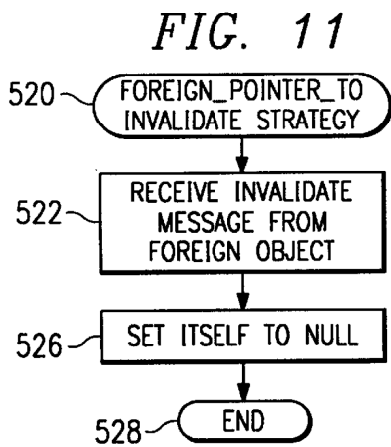 FIG. 11
520
FOREIGN_POINTER_TO
INVALIDATE STRATEGY
522
RECEIVE INVALIDATE
MESSAGE FROM
FOREIGN OBJECT
526
SET ITSELF TO NULL
528
END